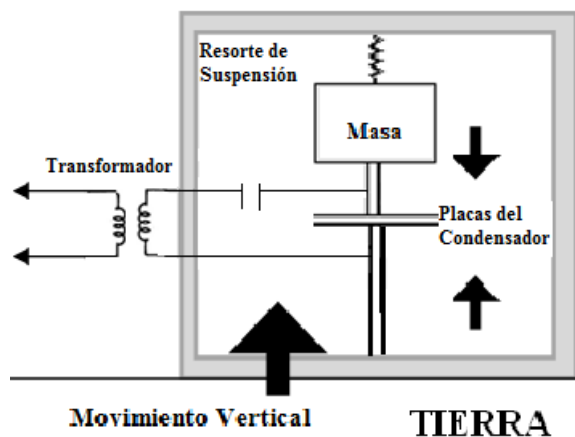 Resorte de
Suspensión
Masa
Transformador
Placas del
Condensador
Movimiento Vertical
TIERRA